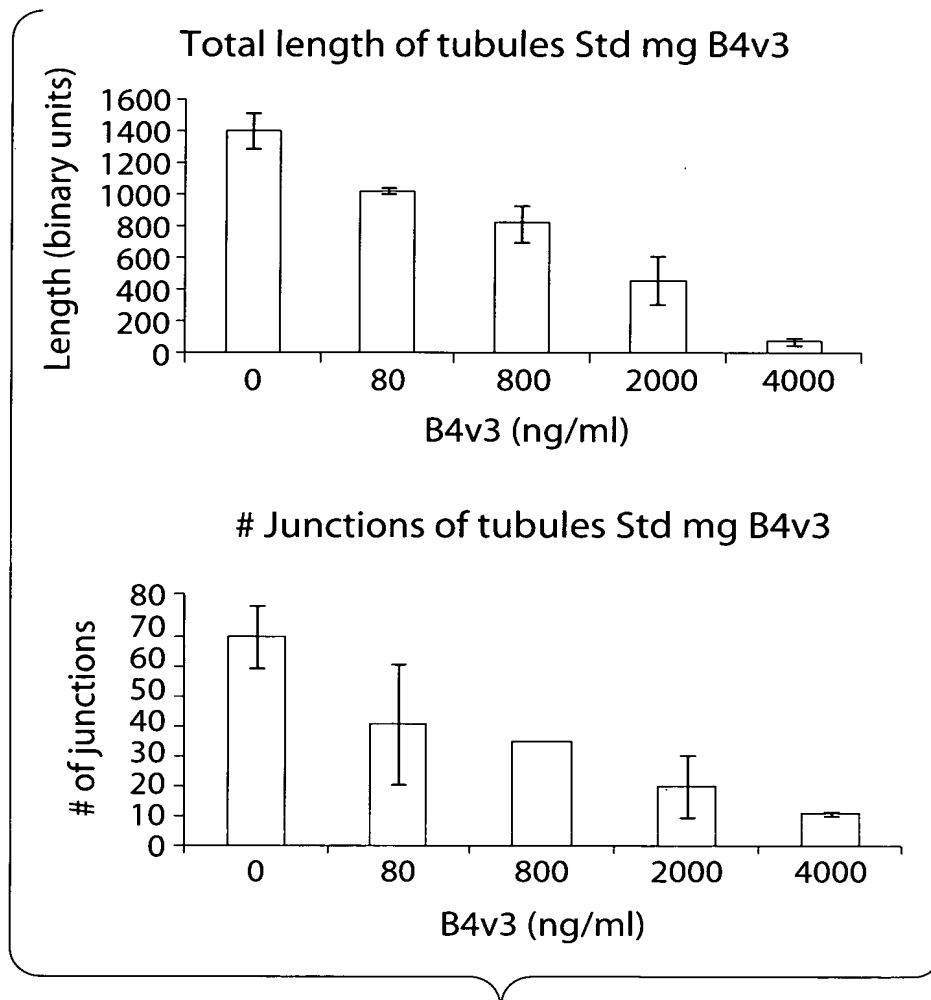 Total length of tubules Std mg B4v3
Length (binary units)
1600
1400
1200
1000
800
600
400
200
0
0 80 800 2000 4000
B4v3 (ng/ml)
# Junctions of tubules Std mg B4v3
# of junctions
80
70
60
50
40
30
20
10
0
0 80 800 2000 4000
B4v3 (ng/ml)